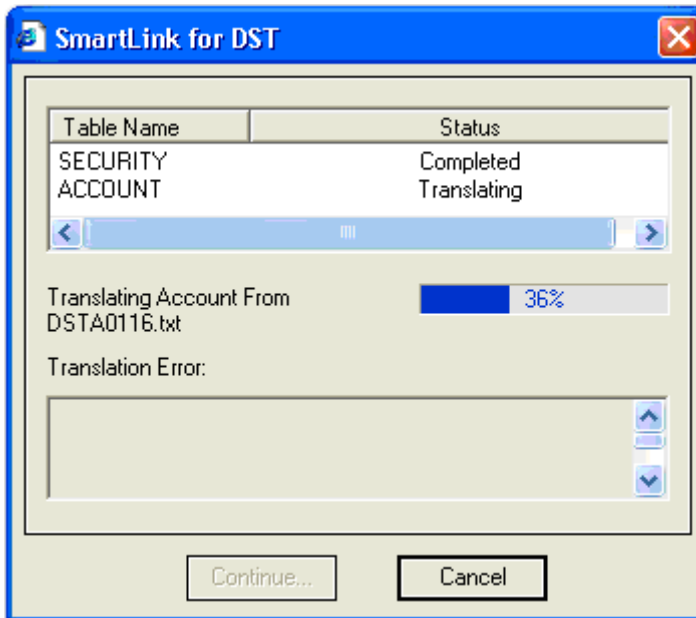 SmartLink for DST
Table Name Status
SECURITY Completed
ACCOUNT Translating
Translating Account From 36%
DSTA0116.txt
Translation Error:
Continue... Cancel